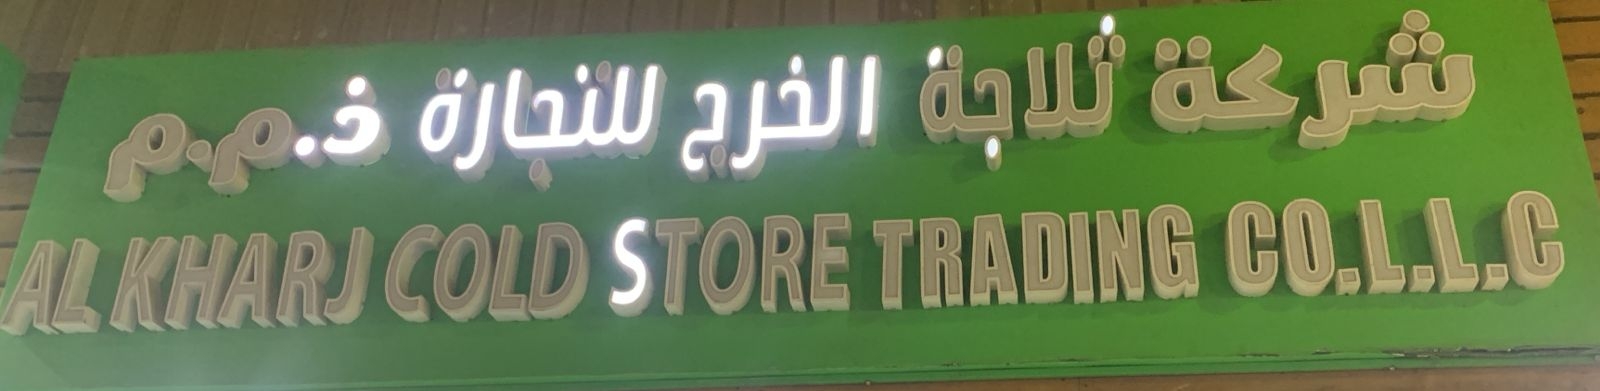 شركة ثلاجة الخرج للتجارة ذ.م.م
AL KHARJ COLD STORE TRADING CO.L.L.C